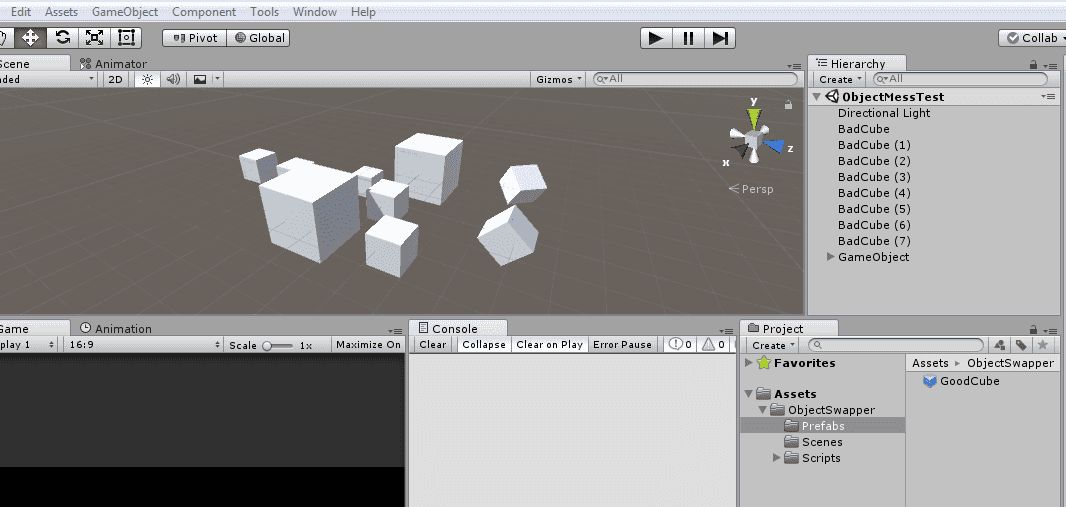 Edit Assets GameObject Component Tools Window Help
Pivot Global Collab
Scene Animator
ded 2D Gizmos All
y
x
z
Persp
Hierarchy
Create All
ObjectMessTest
Directional Light
BadCube
BadCube (1)
BadCube (2)
BadCube (3)
BadCube (4)
BadCube (5)
BadCube (6)
BadCube (7)
GameObject
Game Animation
play 1 16:9 Scale 1x Maximize On
Console
Clear Collapse Clear on Play Error Pause 0 0
Project
Create
Favorites
Assets
ObjectSwapper
Prefabs
Scenes
Scripts
Assets ObjectSwapper
GoodCube